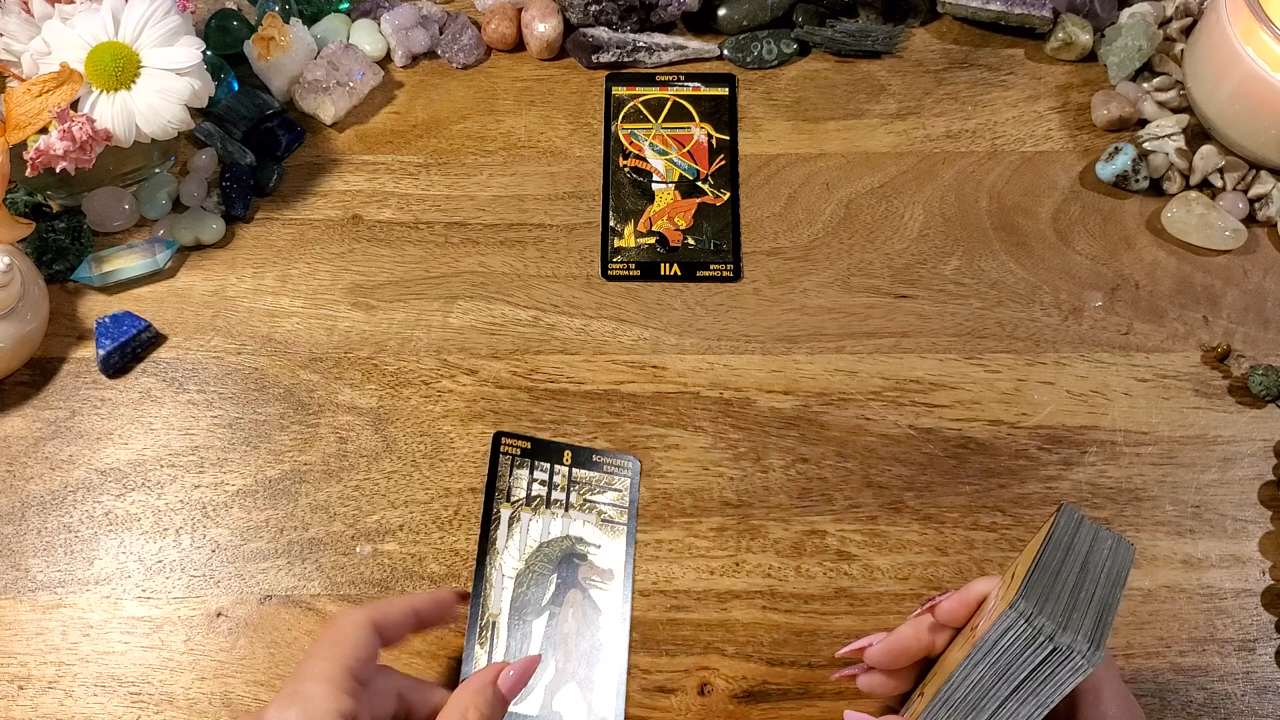 IL CARRO
DER WAGEN
EL CARRO
VII
THE CHARIOT
LE CHAR
SWORDS
EPEES
8
SCHWERTER
ESPADAS